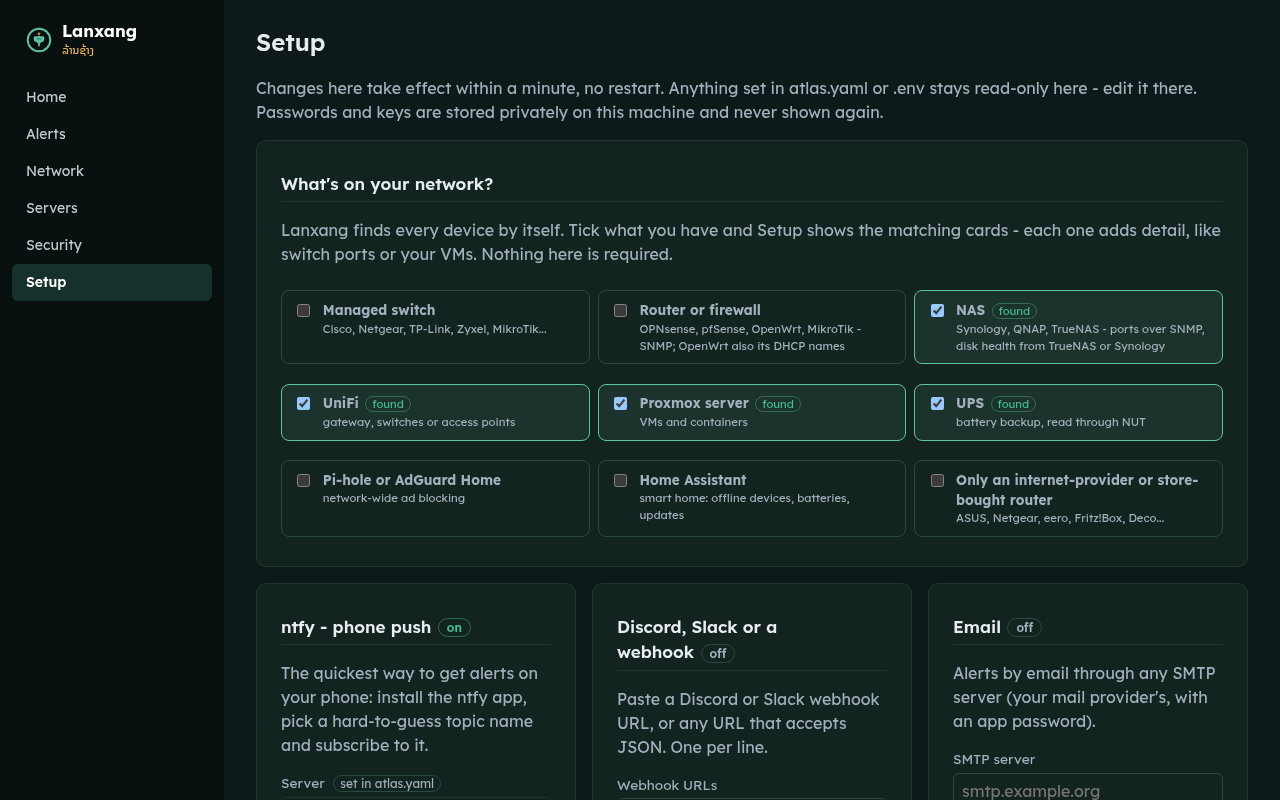 Lanxang
ລ້ານຊ້າງ
Home
Alerts
Network
Servers
Security
Setup
Setup
Changes here take effect within a minute, no restart. Anything set in atlas.yaml or .env stays read-only here - edit it there.
Passwords and keys are stored privately on this machine and never shown again.
What's on your network?
Lanxang finds every device by itself. Tick what you have and Setup shows the matching cards - each one adds detail, like
switch ports or your VMs. Nothing here is required.
Managed switch
Cisco, Netgear, TP-Link, Zyxel, MikroTik…
Router or firewall
OPNsense, pfSense, OpenWrt, MikroTik -
SNMP; OpenWrt also its DHCP names
NAS found
Synology, QNAP, TrueNAS - ports over SNMP,
disk health from TrueNAS or Synology
UniFi found
gateway, switches or access points
Proxmox server found
VMs and containers
UPS found
battery backup, read through NUT
Pi-hole or AdGuard Home
network-wide ad blocking
Home Assistant
smart home: offline devices, batteries,
updates
Only an internet-provider or store-
bought router
ASUS, Netgear, eero, Fritz!Box, Deco…
ntfy - phone push on
The quickest way to get alerts on
your phone: install the ntfy app,
pick a hard-to-guess topic name
and subscribe to it.
Server set in atlas.yaml
Discord, Slack or a
webhook off
Paste a Discord or Slack webhook
URL, or any URL that accepts
JSON. One per line.
Webhook URLs
Email off
Alerts by email through any SMTP
server (your mail provider's, with
an app password).
SMTP server
smtp.example.org